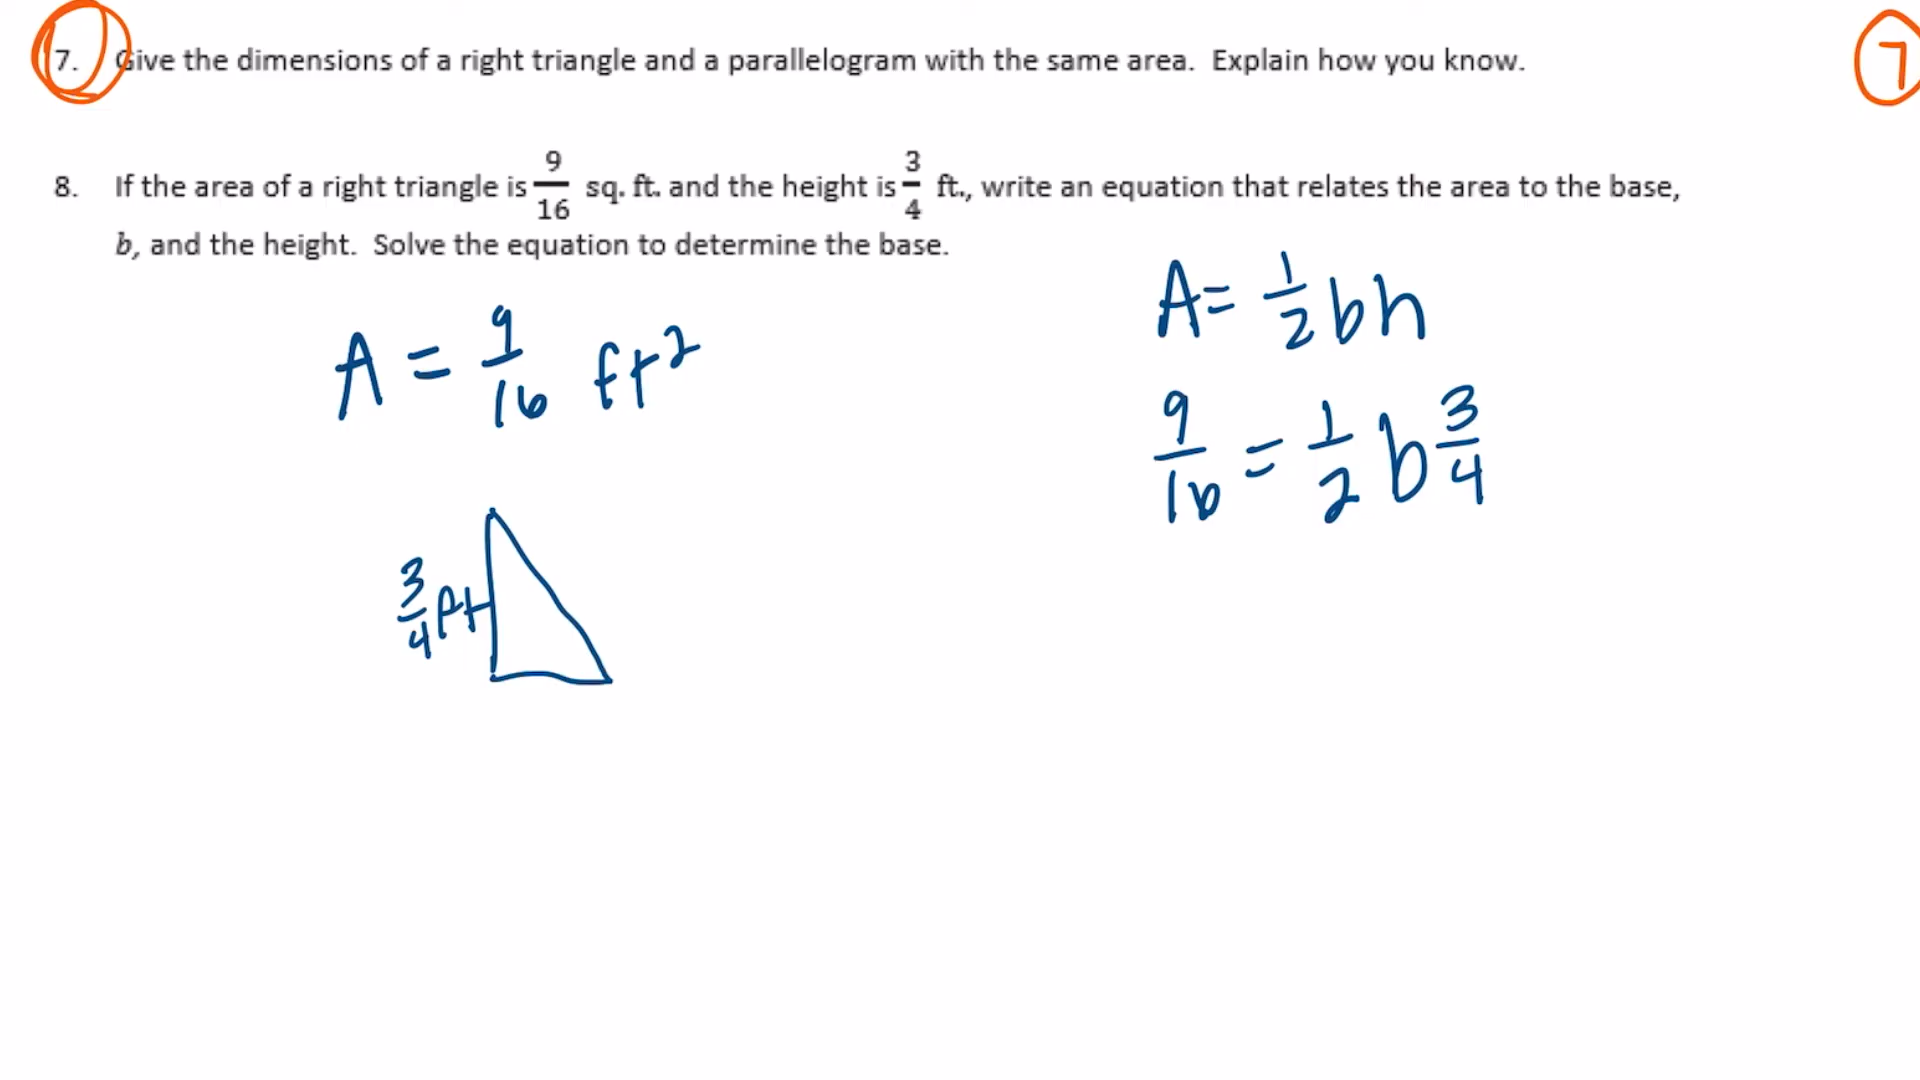 7. Give the dimensions of a right triangle and a parallelogram with the same area. Explain how you know.
7
8. If the area of a right triangle is 9/16 sq. ft. and the height is 3/4 ft., write an equation that relates the area to the base,
b, and the height. Solve the equation to determine the base.
A = 9/16 ft²
A = 1/2 bh
9/16 = 1/2 b 3/4
3/4 ft